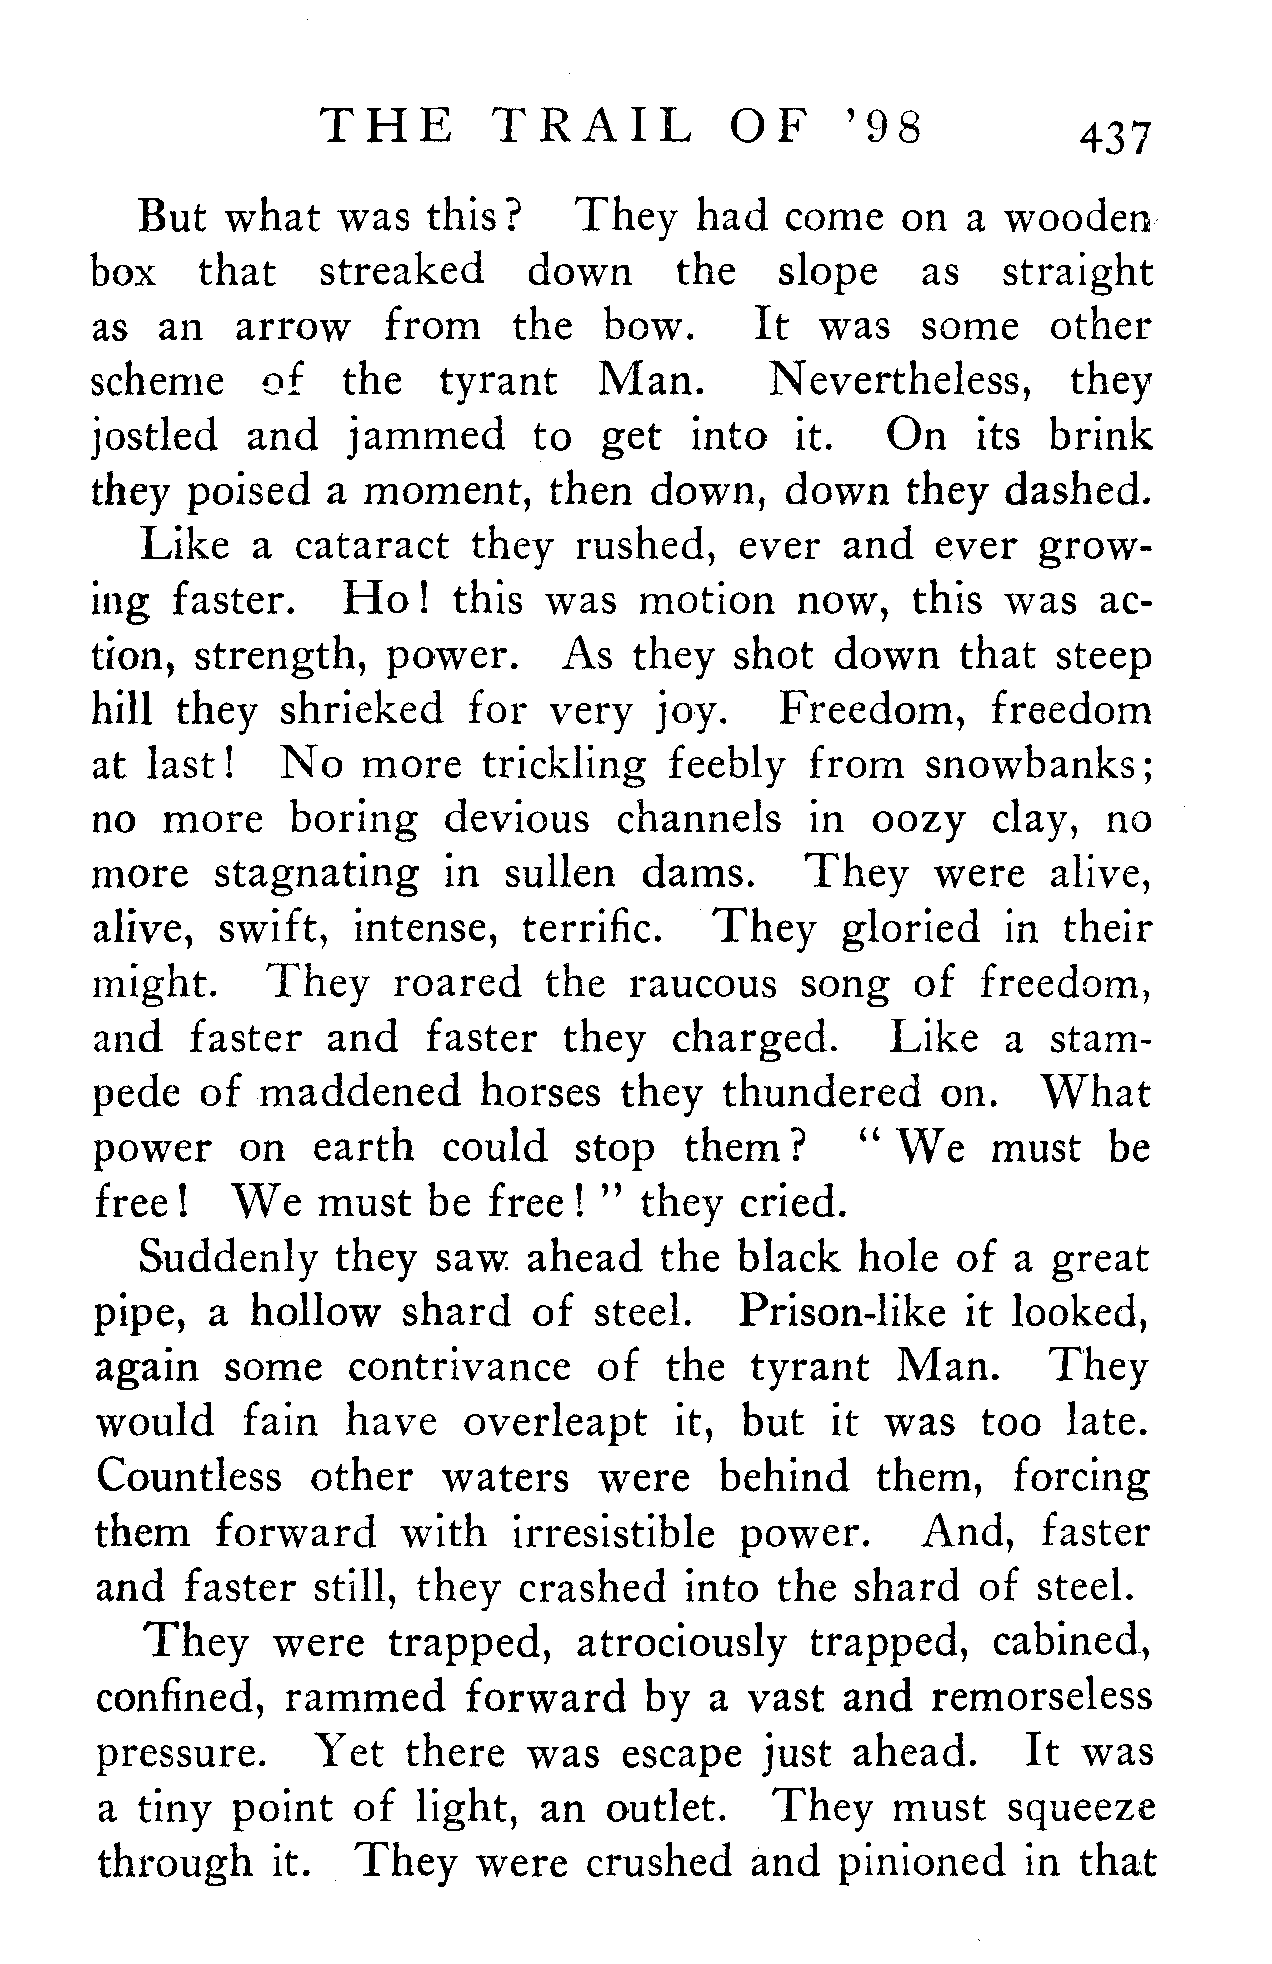 THE TRAIL OF '98 437
But what was this? They had come on a wooden
box that streaked down the slope as straight
as an arrow from the bow. It was some other
scheme of the tyrant Man. Nevertheless, they
jostled and jammed to get into it. On its brink
they poised a moment, then down, down they dashed.
Like a cataract they rushed, ever and ever grow-
ing faster. Ho! this was motion now, this was ac-
tion, strength, power. As they shot down that steep
hill they shrieked for very joy. Freedom, freedom
at last! No more trickling feebly from snowbanks;
no more boring devious channels in oozy clay, no
more stagnating in sullen dams. They were alive,
alive, swift, intense, terrific. They gloried in their
might. They roared the raucous song of freedom,
and faster and faster they charged. Like a stam-
pede of maddened horses they thundered on. What
power on earth could stop them? "We must be
free! We must be free!" they cried.
Suddenly they saw ahead the black hole of a great
pipe, a hollow shard of steel. Prison-like it looked,
again some contrivance of the tyrant Man. They
would fain have overleapt it, but it was too late.
Countless other waters were behind them, forcing
them forward with irresistible power. And, faster
and faster still, they crashed into the shard of steel.
They were trapped, atrociously trapped, cabined,
confined, rammed forward by a vast and remorseless
pressure. Yet there was escape just ahead. It was
a tiny point of light, an outlet. They must squeeze
through it. They were crushed and pinioned in that